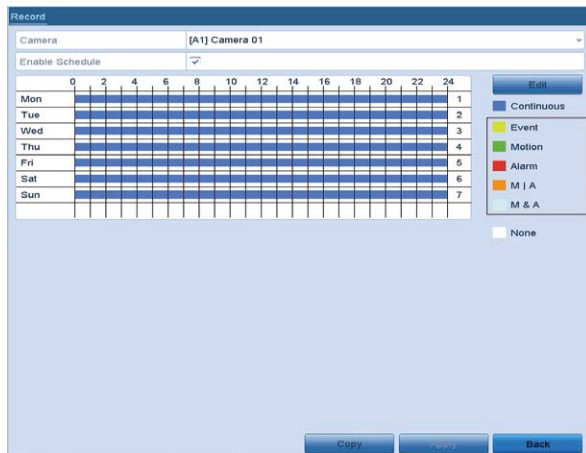 Record
Camera [A1] Camera 01
Enable Schedule
0 2 4 6 8 10 12 14 16 18 20 22 24
Edit
Mon 1
Continuous
Tue 2
Event
Wed 3
Motion
Thu 4
Alarm
Fri 5
M | A
Sat 6
M & A
Sun 7
None
Copy Apply Back